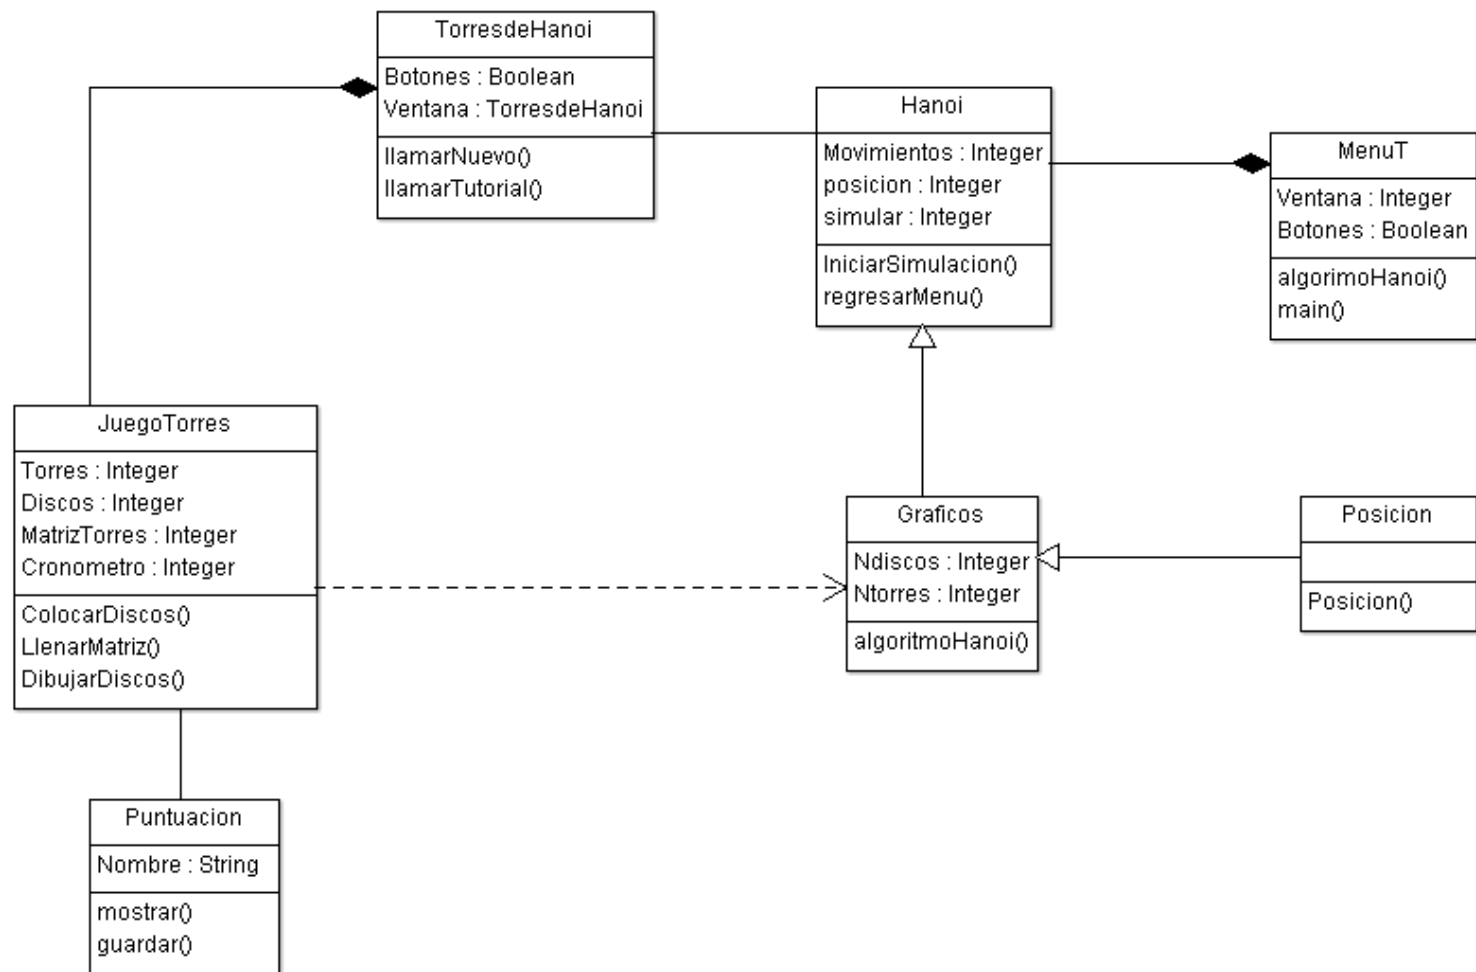 TorresdeHanoi
Botones : Boolean
Ventana : TorresdeHanoi
llamarNuevo()
llamarTutorial()
Hanoi
Movimientos : Integer
posicion : Integer
simular : Integer
IniciarSimulacion()
regresarMenu()
MenuT
Ventana : Integer
Botones : Boolean
algorimoHanoi()
main()
JuegoTorres
Torres : Integer
Discos : Integer
MatrizTorres : Integer
Cronometro : Integer
ColocarDiscos()
LlenarMatriz()
DibujarDiscos()
Graficos
Ndiscos : Integer
Ntorres : Integer
algoritmoHanoi()
Posicion
Posicion()
Puntuacion
Nombre : String
mostrar()
guardar()